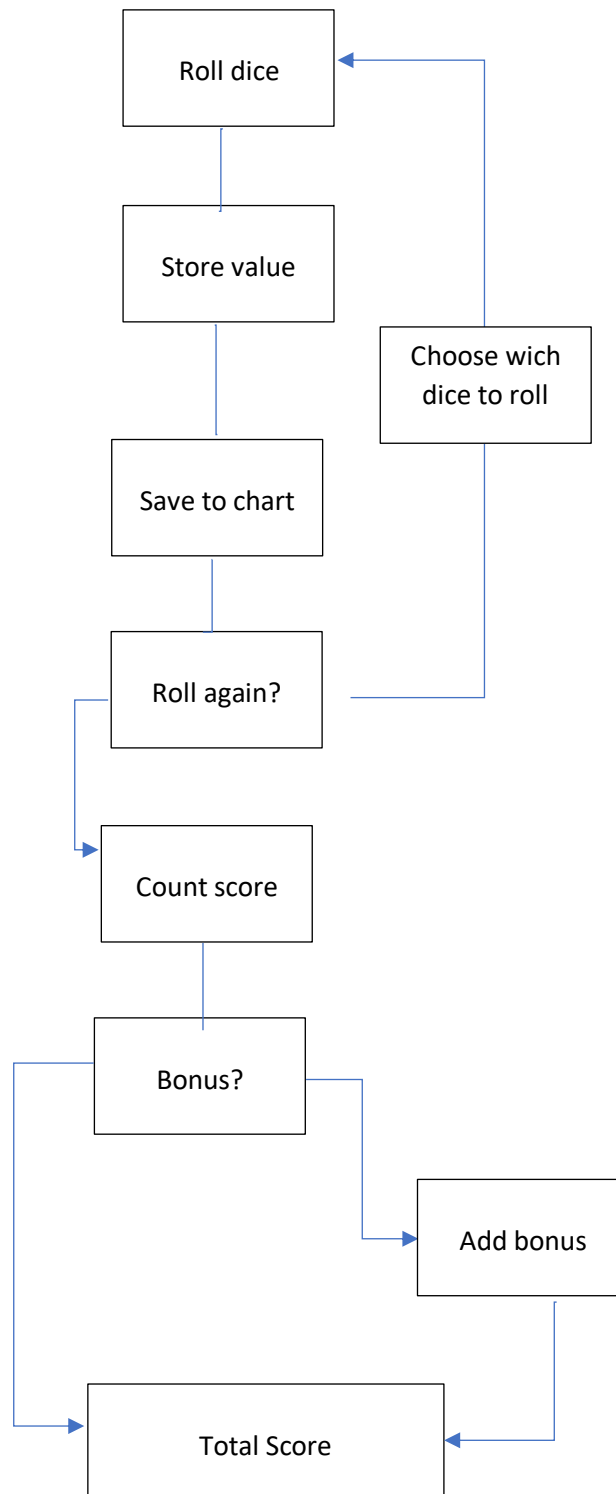 Roll dice
Store value
Choose wich
dice to roll
Save to chart
Roll again?
Count score
Bonus?
Add bonus
Total Score